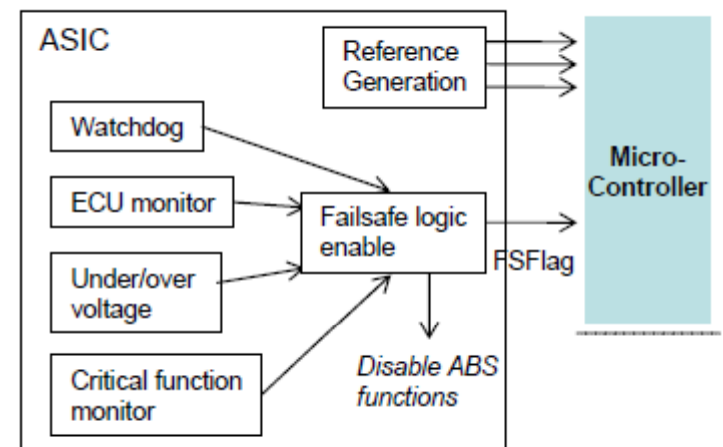 ASIC
Reference
Generation
Watchdog
Micro-
Controller
ECU monitor
Failsafe logic
enable
FSFlag
Under/over
voltage
Disable ABS
functions
Critical function
monitor